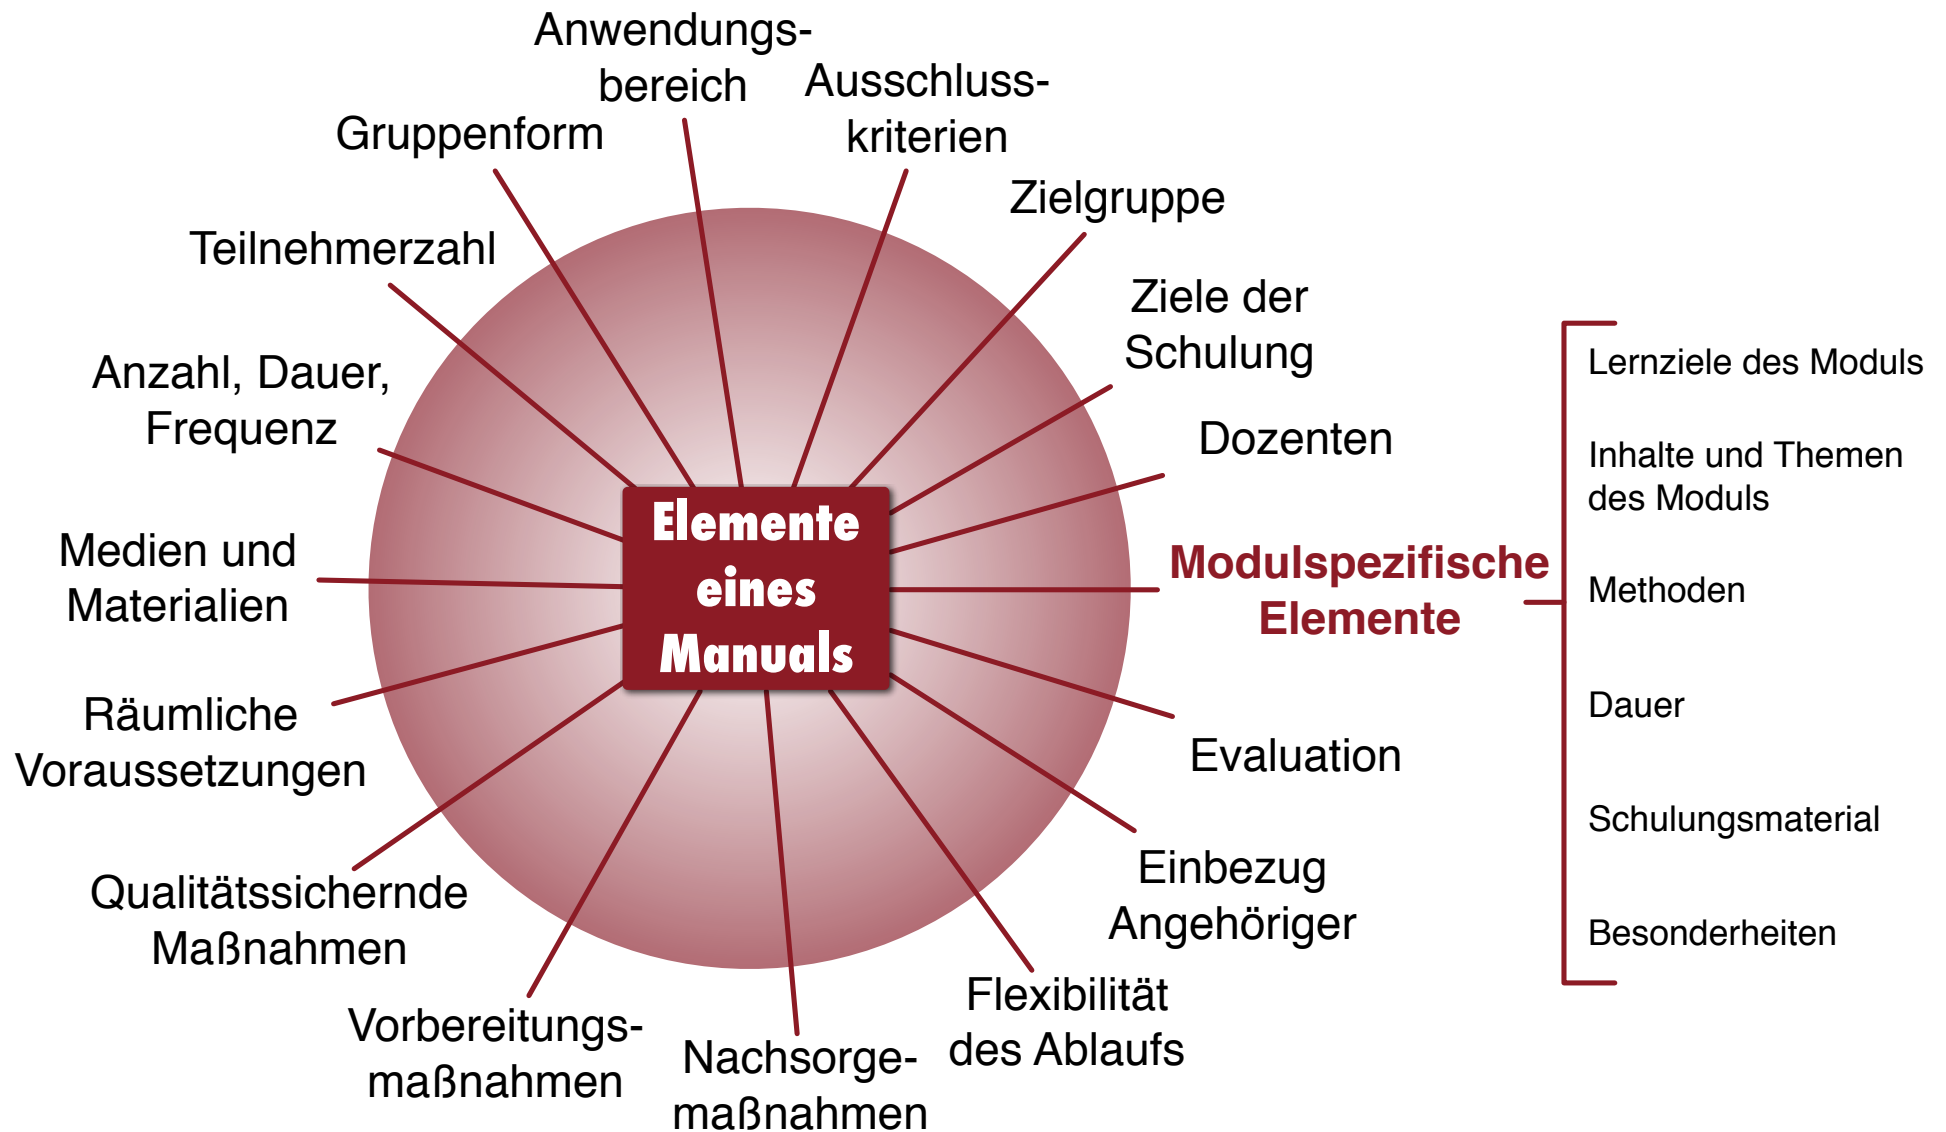 Anwendungs-
bereich
Ausschluss-
kriterien
Zielgruppe
Ziele der
Schulung
Dozenten
Modulspezifische
Elemente
Lernziele des Moduls
Inhalte und Themen
des Moduls
Methoden
Dauer
Schulungsmaterial
Besonderheiten
Evaluation
Einbezug
Angehöriger
Flexibilität
des Ablaufs
Nachsorge-
maßnahmen
Vorbereitungs-
maßnahmen
Qualitätssichernde
Maßnahmen
Räumliche
Voraussetzungen
Medien und
Materialien
Anzahl, Dauer,
Frequenz
Teilnehmerzahl
Gruppenform
Elemente
eines
Manuals